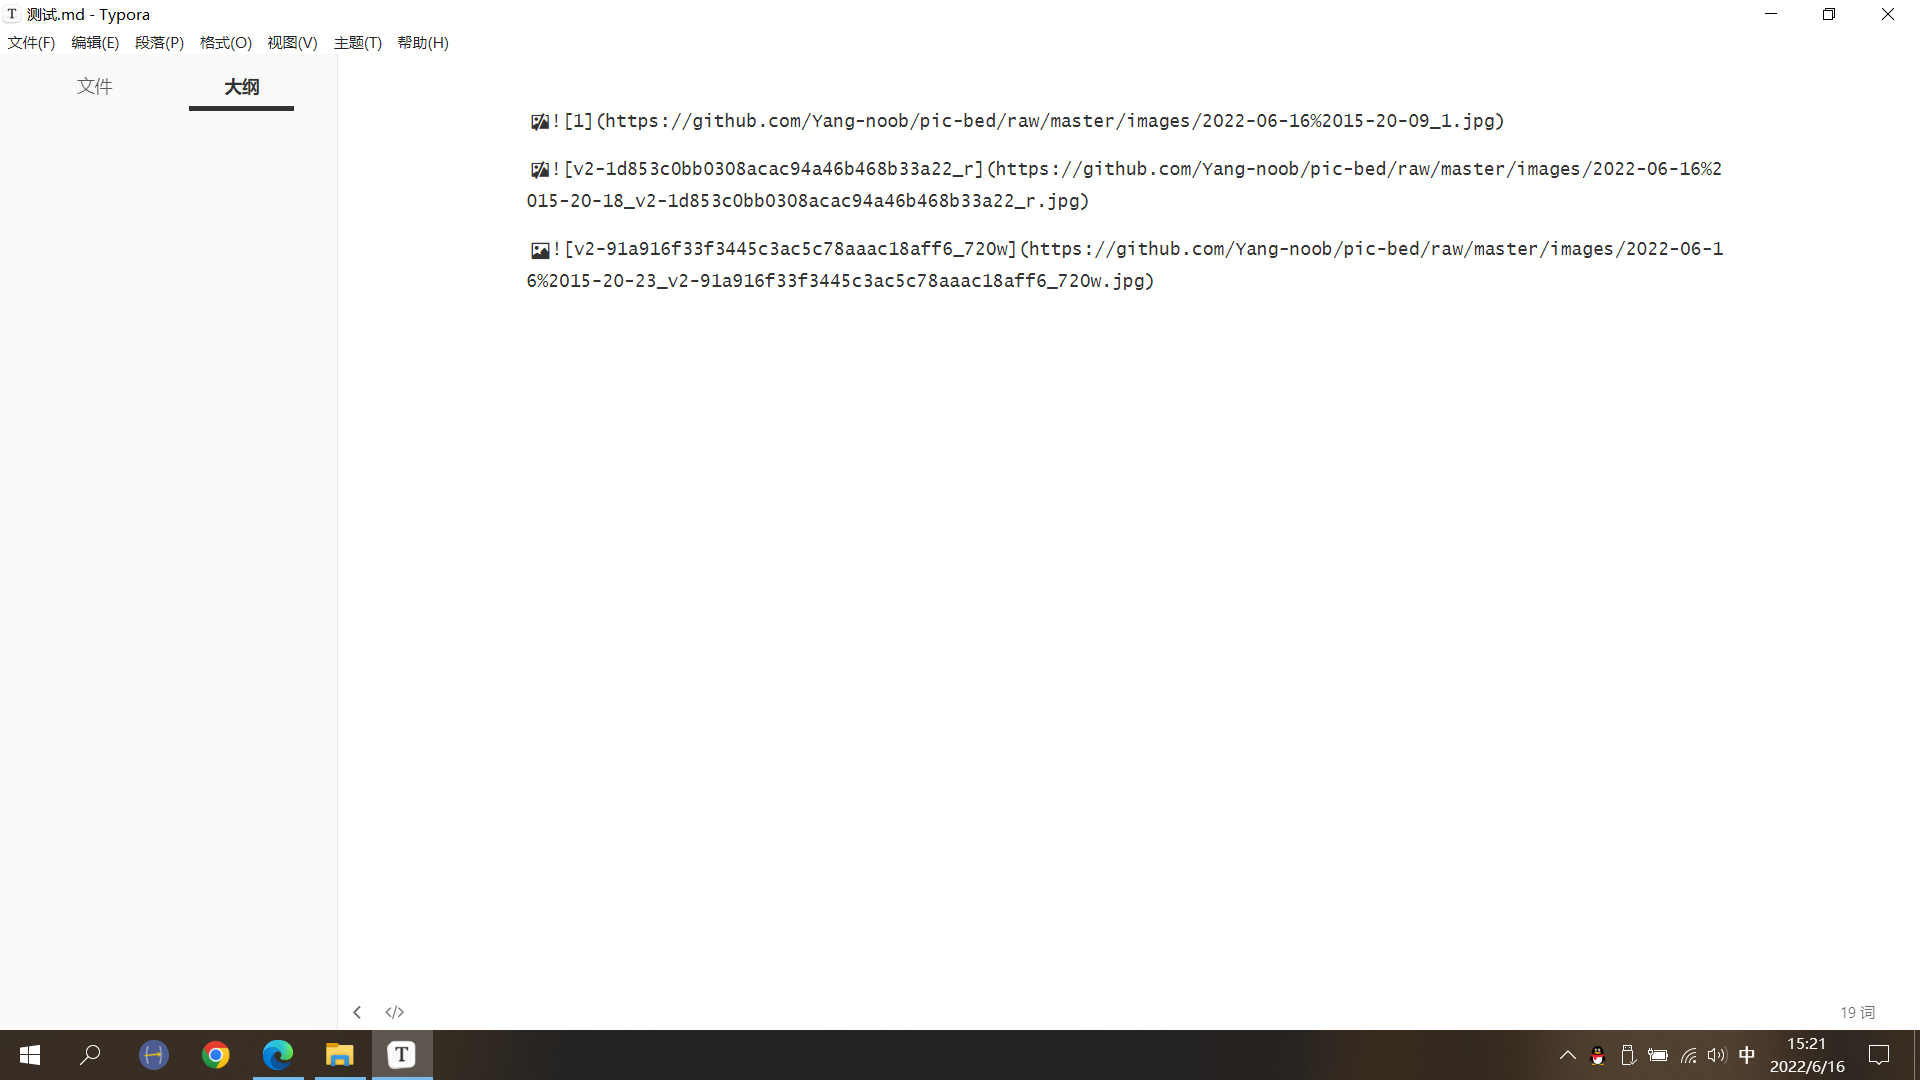 测试.md - Typora
文件(F) 编辑(E) 段落(P) 格式(O) 视图(V) 主题(T) 帮助(H)
文件 大纲
![1](https://github.com/Yang-noob/pic-bed/raw/master/images/2022-06-16%2015-20-09_1.jpg)
![v2-1d853c0bb0308acac94a46b468b33a22_r](https://github.com/Yang-noob/pic-bed/raw/master/images/2022-06-16%2
015-20-18_v2-1d853c0bb0308acac94a46b468b33a22_r.jpg)
![v2-91a916f33f3445c3ac5c78aaac18aff6_720w](https://github.com/Yang-noob/pic-bed/raw/master/images/2022-06-1
6%2015-20-23_v2-91a916f33f3445c3ac5c78aaac18aff6_720w.jpg)
</> 19 词
中 15:21
2022/6/16